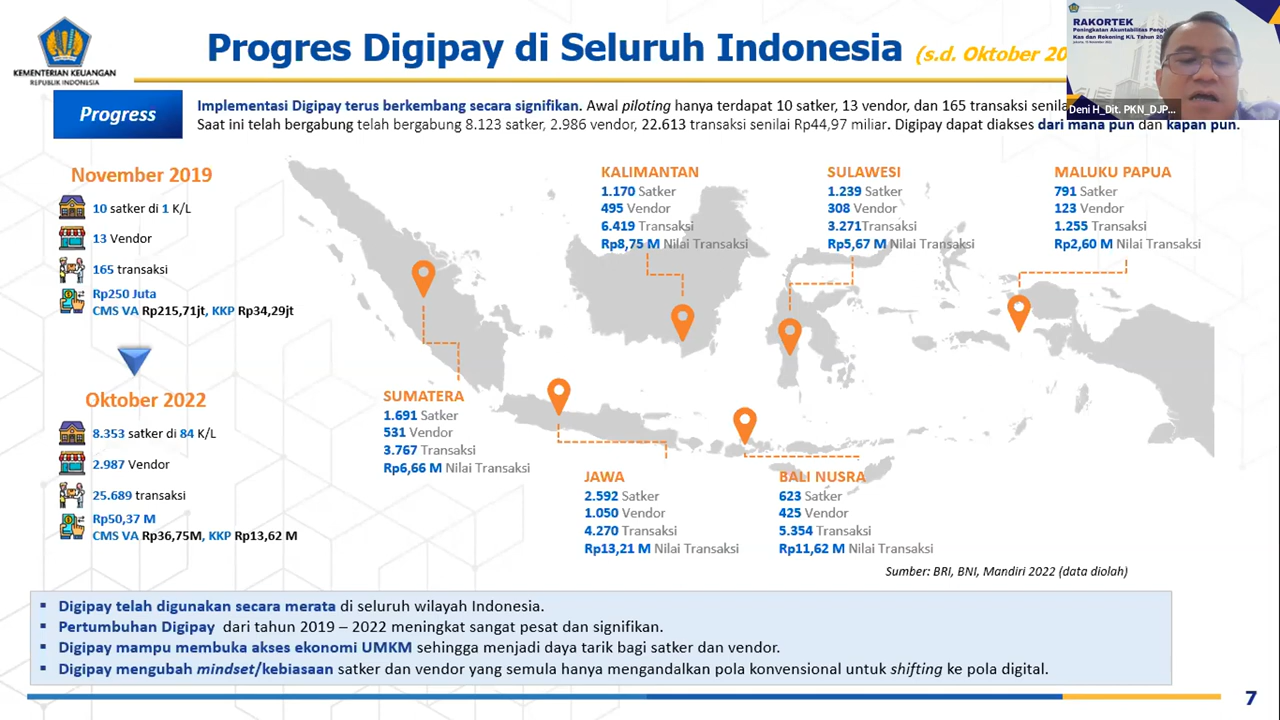 KEMENTERIAN KEUANGAN
REPUBLIK INDONESIA
Progres Digipay di Seluruh Indonesia (s.d. Oktober 20
RAKORTEK
Peningkatan Akuntabilitas
Kas dan Rekening K/L Tahun 20
Deni H_Dit. PKN_DJP...
Progress
Implementasi Digipay terus berkembang secara signifikan. Awal piloting hanya terdapat 10 satker, 13 vendor, dan 165 transaksi
Saat ini telah bergabung telah bergabung 8.123 satker, 2.986 vendor, 22.613 transaksi senilai Rp44,97 miliar. Digipay dapat diakses dari mana pun dan kapan pun.
November 2019
10 satker di 1 K/L
13 Vendor
165 transaksi
Rp250 Juta
CMS VA Rp215,71jt, KKP Rp34,29jt
Oktober 2022
8.353 satker di 84 K/L
2.987 Vendor
25.689 transaksi
Rp50,37 M
CMS VA Rp36,75M, KKP Rp13,62 M
KALIMANTAN
1.170 Satker
495 Vendor
6.419 Transaksi
Rp8,75 M Nilai Transaksi
SULAWESI
1.239 Satker
308 Vendor
3.271Transaksi
Rp5,67 M Nilai Transaksi
MALUKU PAPUA
791 Satker
123 Vendor
1.255 Transaksi
Rp2,60 M Nilai Transaksi
SUMATERA
1.691 Satker
531 Vendor
3.767 Transaksi
Rp6,66 M Nilai Transaksi
JAWA
2.592 Satker
1.050 Vendor
4.270 Transaksi
Rp13,21 M Nilai Transaksi
BALI NUSRA
623 Satker
425 Vendor
5.354 Transaksi
Rp11,62 M Nilai Transaksi
Sumber: BRI, BNI, Mandiri 2022 (data diolah)
▪ Digipay telah digunakan secara merata di seluruh wilayah Indonesia.
▪ Pertumbuhan Digipay dari tahun 2019 – 2022 meningkat sangat pesat dan signifikan.
▪ Digipay mampu membuka akses ekonomi UMKM sehingga menjadi daya tarik bagi satker dan vendor.
▪ Digipay mengubah mindset/kebiasaan satker dan vendor yang semula hanya mengandalkan pola konvensional untuk shifting ke pola digital.
7